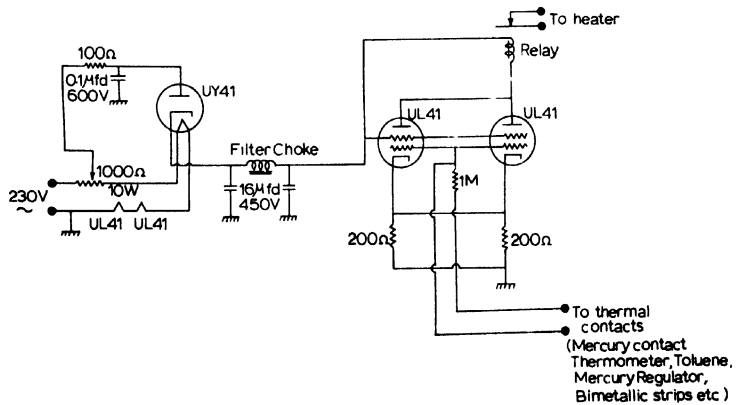 To heater
Relay
100Ω
0.1μfd
600V
UY41
UL41
UL41
Filter Choke
1000Ω
10W
16μfd
450V
1M
230V
~
UL41 UL41
200Ω
200Ω
To thermal
contacts
(Mercury contact
Thermometer, Toluene,
Mercury Regulator,
Bimetallic strips etc)